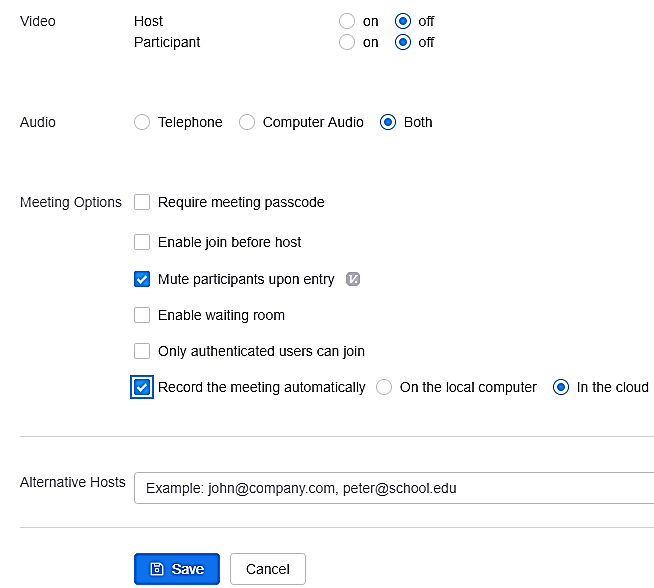 Video Host on off
Participant on off
Audio Telephone Computer Audio Both
Meeting Options Require meeting passcode
Enable join before host
Mute participants upon entry
Enable waiting room
Only authenticated users can join
Record the meeting automatically On the local computer In the cloud
Alternative Hosts Example: john@company.com, peter@school.edu
Save Cancel